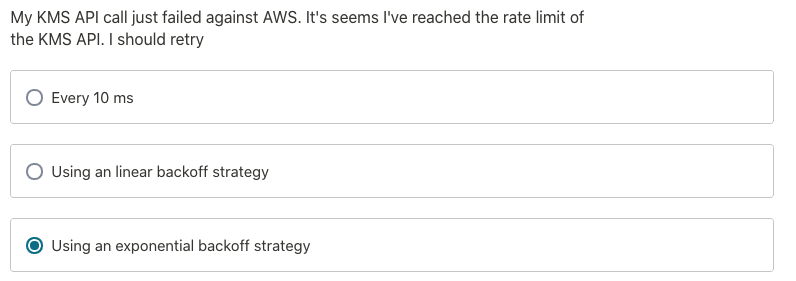 My KMS API call just failed against AWS. It's seems I've reached the rate limit of
the KMS API. I should retry
Every 10 ms
Using an linear backoff strategy
Using an exponential backoff strategy